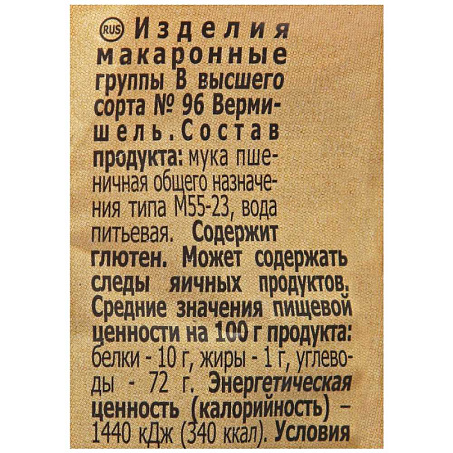 RUS Изделия
макаронные
группы В высшего
сорта № 96 Верми-
шель. Состав
продукта: мука пше-
ничная общего назначе-
ния типа М55-23, вода
питьевая. Содержит
глютен. Может содержать
следы яичных продуктов.
Средние значения пищевой
ценности на 100 г продукта:
белки - 10 г, жиры - 1 г, углево-
ды - 72 г. Энергетическая
ценность (калорийность) –
1440 кДж (340 ккал). Условия